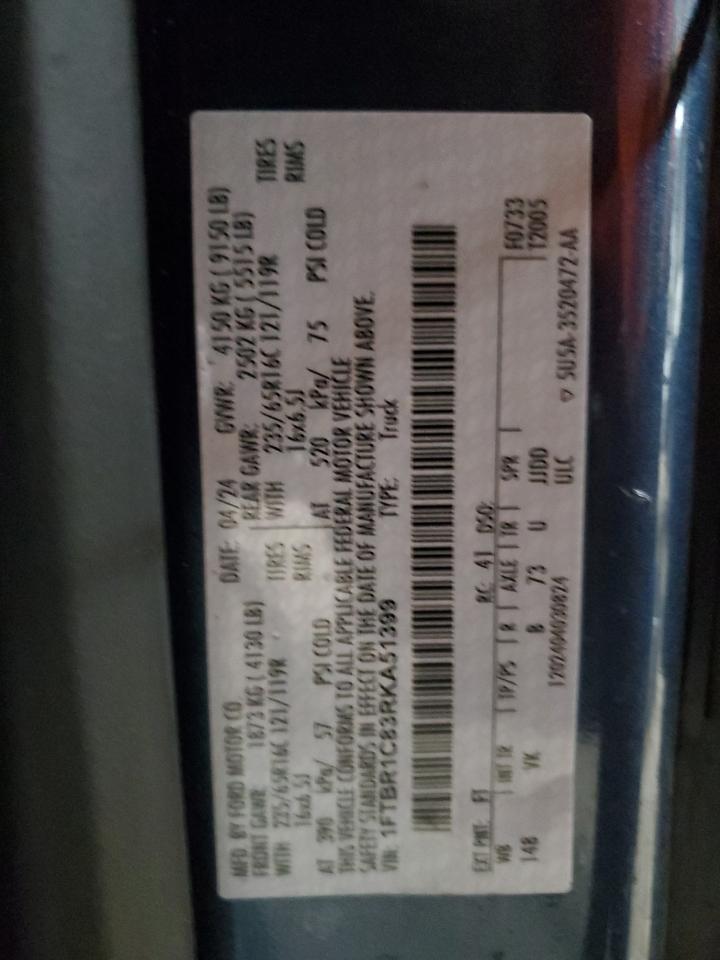 MFD. BY FORD MOTOR CO. DATE: 04/24 GVWR: 4150 KG ( 9150 LB)
FRONT GAWR: 1873 KG ( 4130 LB) REAR GAWR: 2502 KG ( 5515 LB)
WITH 235/65R16C 121/119R TIRES WITH 235/65R16C 121/119R TIRES
16x6.5J RIMS 16x6.5J RIMS
AT 390 kPa/ 57 PSI COLD AT 520 kPa/ 75 PSI COLD
THIS VEHICLE CONFORMS TO ALL APPLICABLE FEDERAL MOTOR VEHICLE
SAFETY STANDARDS IN EFFECT ON THE DATE OF MANUFACTURE SHOWN ABOVE.
VIN: 1FTBR1C83RKA51399 TYPE: Truck
EXT PNT: FT RC: 41 DSO:
WB INT TR TP/PS R AXLE TR SPR F0733
148 VK B 73 U JJDD T2005
1202404030824 ULC 5U5A-3520472-AA